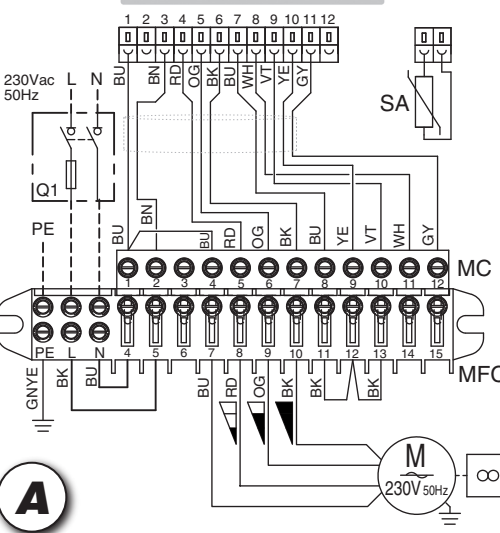 1 2 3 4 5 6 7 8 9 10 11 12
BU BN RD OG BK BU WH VT YE GY
230Vac L N
50Hz
SA
Q1
PE
BN
BU BU RD OG BK BU YE VT WH GY
MC
1 2 3 4 5 6 7 8 9 10 11 12
PE L N 4 5 6 7 8 9 10 11 12 13 14 15
GNYE BK BU BU RD OG BK BK BK
A
M
230V 50Hz
8